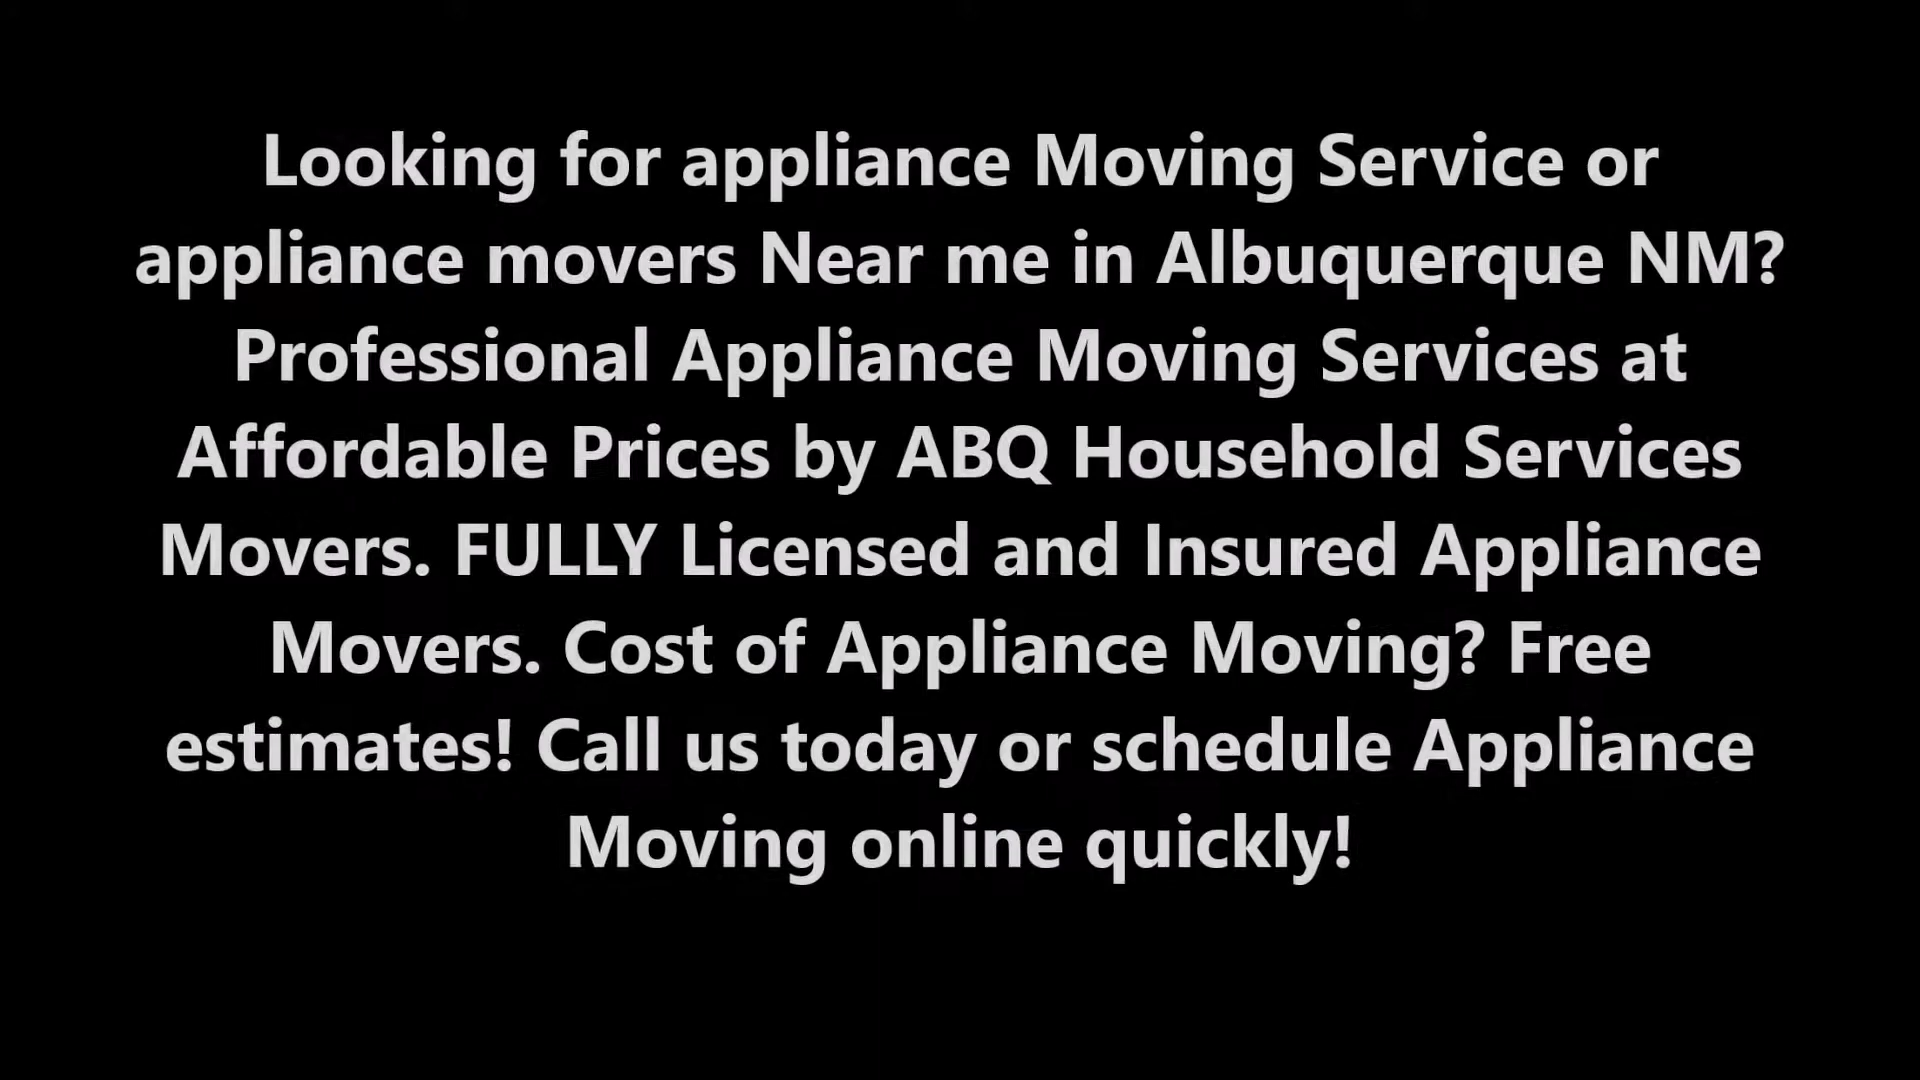 Looking for appliance Moving Service or
appliance movers Near me in Albuquerque NM?
Professional Appliance Moving Services at
Affordable Prices by ABQ Household Services
Movers. FULLY Licensed and Insured Appliance
Movers. Cost of Appliance Moving? Free
estimates! Call us today or schedule Appliance
Moving online quickly!